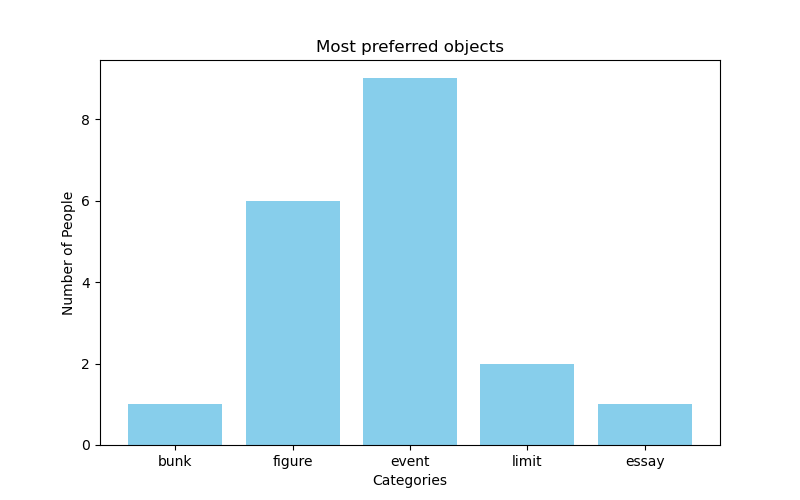 Most preferred objects
Number of People
8
6
4
2
0
bunk figure event limit essay
Categories